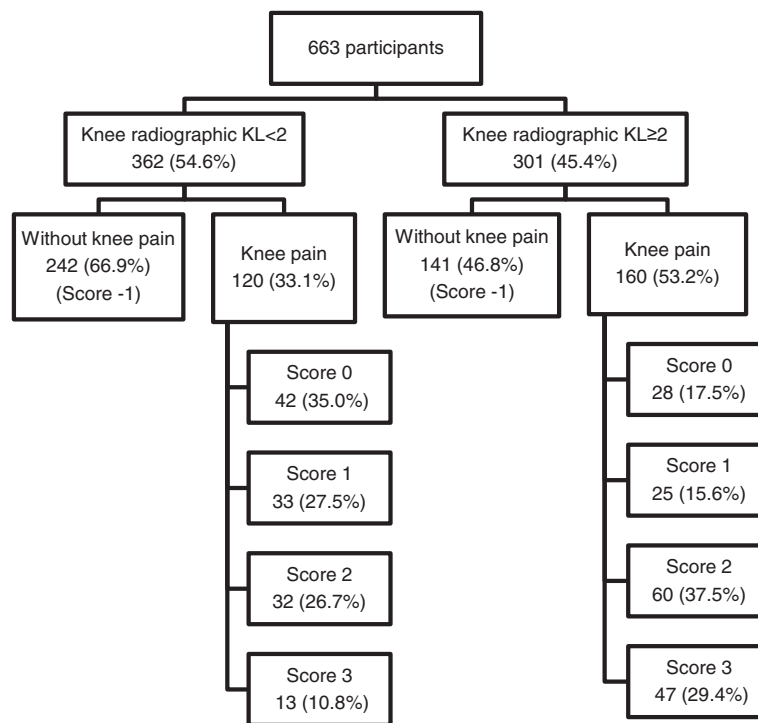 663 participants
Knee radiographic KL<2
362 (54.6%)
Knee radiographic KL≥2
301 (45.4%)
Without knee pain
242 (66.9%)
(Score -1)
Knee pain
120 (33.1%)
Without knee pain
141 (46.8%)
(Score -1)
Knee pain
160 (53.2%)
Score 0
42 (35.0%)
Score 1
33 (27.5%)
Score 2
32 (26.7%)
Score 3
13 (10.8%)
Score 0
28 (17.5%)
Score 1
25 (15.6%)
Score 2
60 (37.5%)
Score 3
47 (29.4%)